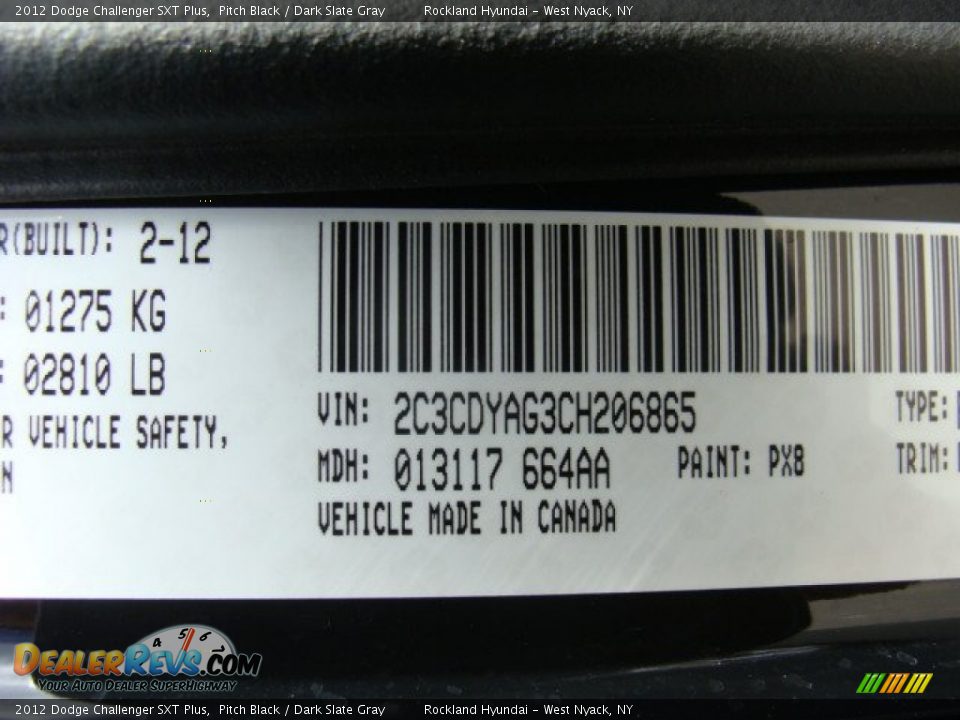 2012 Dodge Challenger SXT Plus, Pitch Black / Dark Slate Gray Rockland Hyundai - West Nyack, NY
R(BUILT): 2-12
: 01275 KG
: 02810 LB
R VEHICLE SAFETY,
N
VIN: 2C3CDYAG3CH206865
TYPE:
MDH: 013117 664AA PAINT: PX8
TRIM:
VEHICLE MADE IN CANADA
4 5 6
DEALERREVS.COM
YOUR AUTO DEALER SUPERHIGHWAY
2012 Dodge Challenger SXT Plus, Pitch Black / Dark Slate Gray Rockland Hyundai - West Nyack, NY